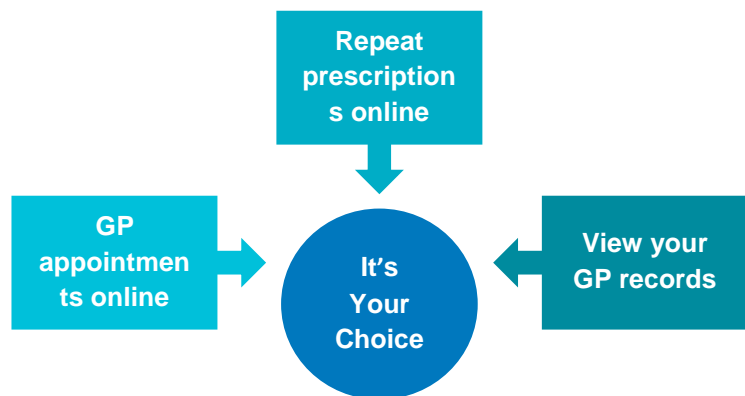 Repeat
prescription
s online
GP
appointmen
ts online
It’s
Your
Choice
View your
GP records